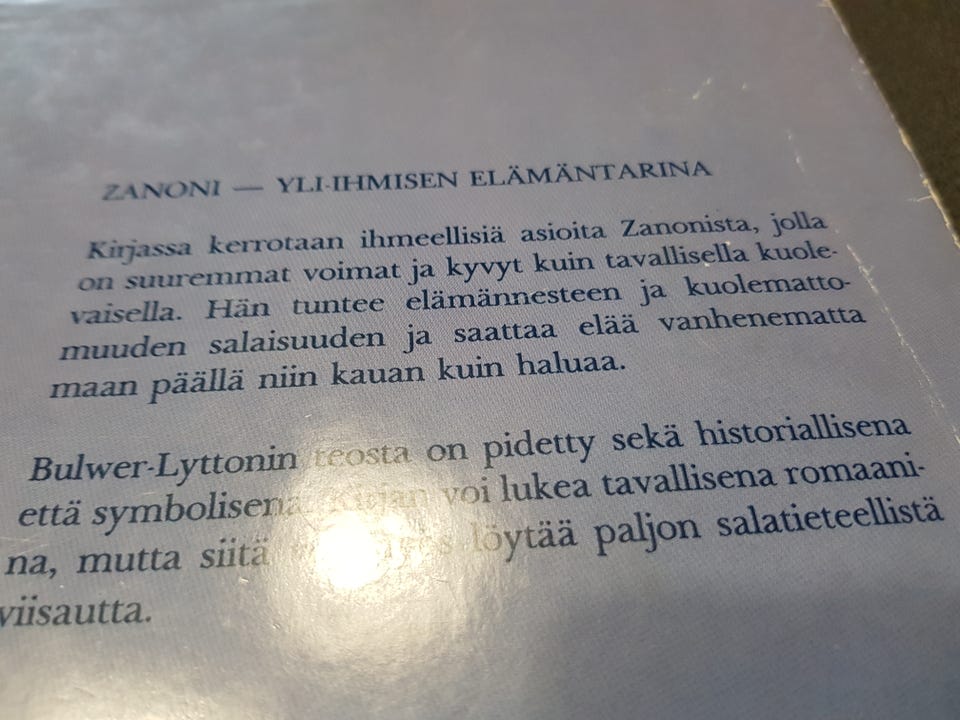 ZANONI — YLI-IHMISEN ELÄMÄNTARINA
Kirjassa kerrotaan ihmeellisiä asioita Zanonista, jolla
on suuremmat voimat ja kyvyt kuin tavallisella kuole-
vaisella. Hän tuntee elämännesteen ja kuolematto-
muuden salaisuuden ja saattaa elää vanhenematta
maan päällä niin kauan kuin haluaa.
Bulwer-Lyttonin teosta on pidetty sekä historiallisena
että symbolisena. Kirjan voi lukea tavallisena romaani-
na, mutta siitä löytää paljon salatieteellistä
viisautta.